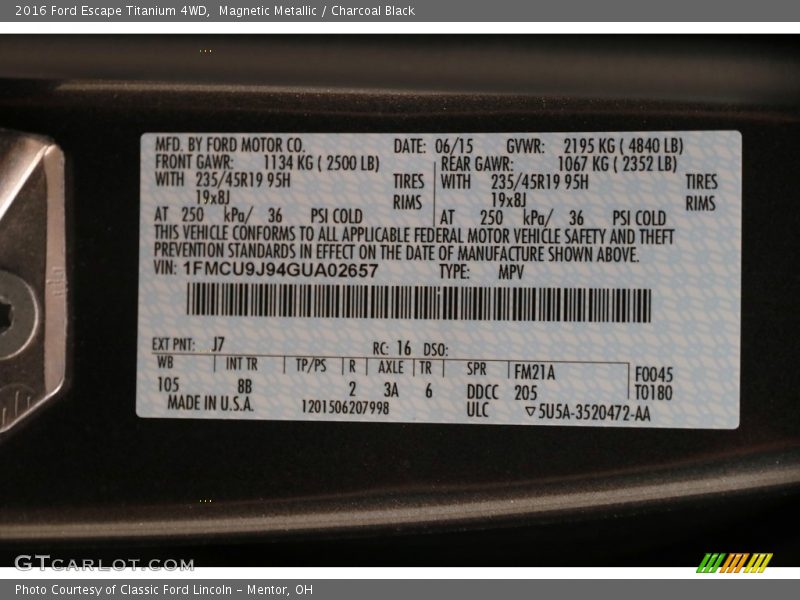 2016 Ford Escape Titanium 4WD, Magnetic Metallic / Charcoal Black
MFD. BY FORD MOTOR CO. DATE: 06/15 GVWR: 2195 KG ( 4840 LB)
FRONT GAWR: 1134 KG ( 2500 LB) REAR GAWR: 1067 KG ( 2352 LB)
WITH 235/45R19 95H TIRES WITH 235/45R19 95H TIRES
19x8J RIMS 19x8J RIMS
AT 250 kPa/ 36 PSI COLD AT 250 kPa/ 36 PSI COLD
THIS VEHICLE CONFORMS TO ALL APPLICABLE FEDERAL MOTOR VEHICLE SAFETY AND THEFT
PREVENTION STANDARDS IN EFFECT ON THE DATE OF MANUFACTURE SHOWN ABOVE.
VIN: 1FMCU9J94GUA02657 TYPE: MPV
EXT PNT: J7 RC: 16 DSO:
WB INT TR TP/PS R AXLE TR SPR FM21A F0045
105 8B 2 3A 6 DDCC 205 T0180
MADE IN U.S.A. 1201506207998 ULC ▽5U5A-3520472-AA
GTCARLOT.COM
Photo Courtesy of Classic Ford Lincoln - Mentor, OH